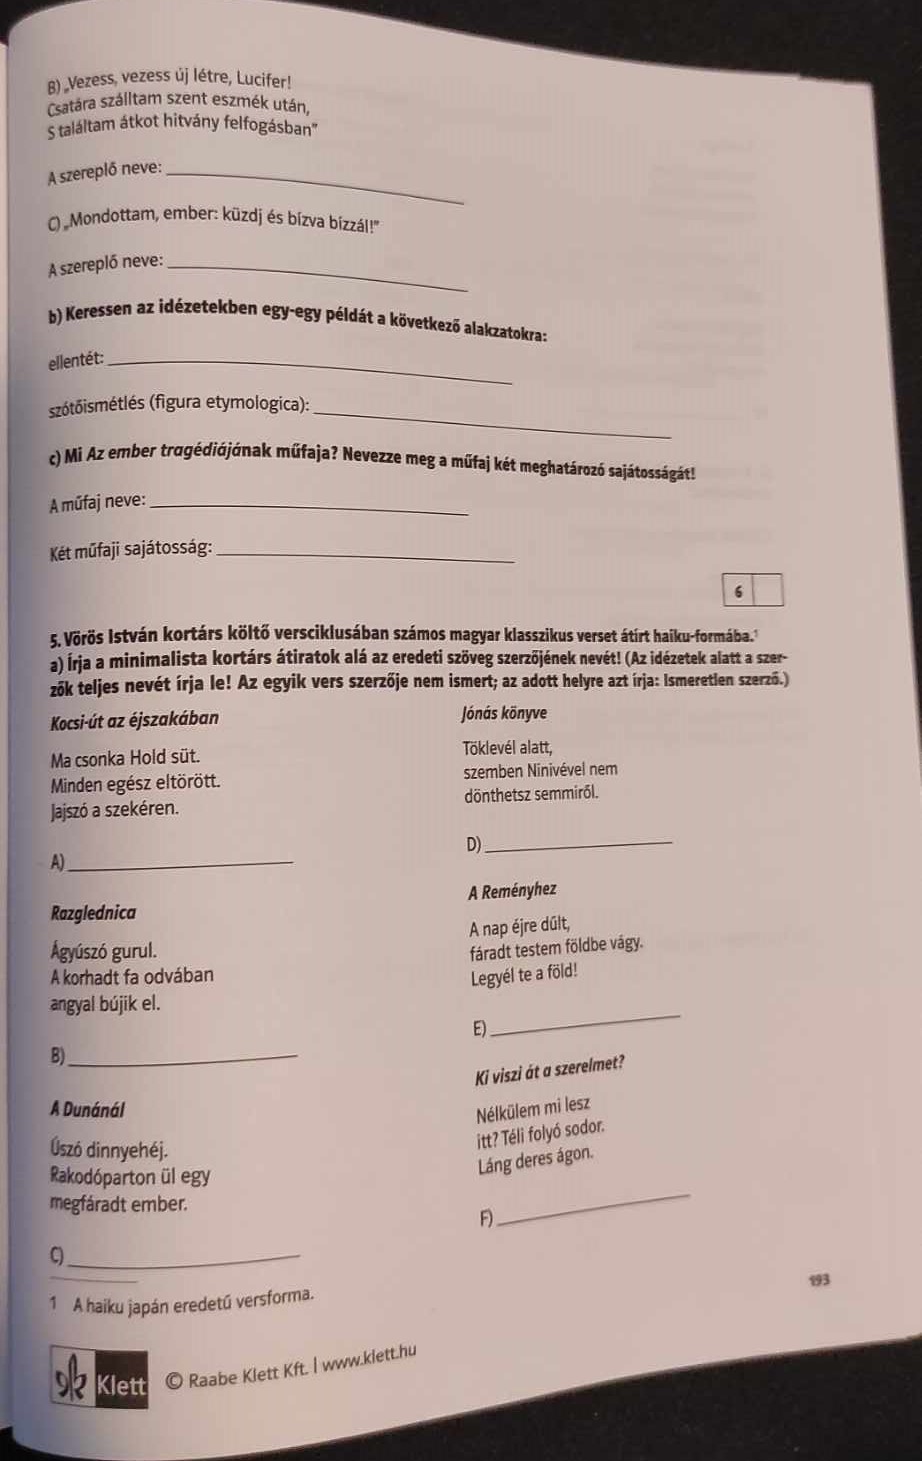 B) „Vezess, vezess új létre, Lucifer!
Csatára szálltam szent eszmék után,
S találtam átkot hitvány felfogásban”
A szereplő neve:
C) „Mondottam, ember: küzdj és bízva bízzál!”
A szereplő neve:
b) Keressen az idézetekben egy-egy példát a következő alakzatokra:
ellentét:
szótőismétlés (figura etymologica):
c) Mi Az ember tragédiájának műfaja? Nevezze meg a műfaj két meghatározó sajátosságát!
A műfaj neve:
Két műfaji sajátosság:
6
5. Vörös István kortárs költő versciklusában számos magyar klasszikus verset átírt haiku-formába.¹
a) Írja a minimalista kortárs átiratok alá az eredeti szöveg szerzőjének nevét! (Az idézetek alatt a szer-
zők teljes nevét írja le! Az egyik vers szerzője nem ismert; az adott helyre azt írja: Ismeretlen szerző.)
Kocsi-út az éjszakában
Ma csonka Hold süt.
Minden egész eltörött.
Jajszó a szekéren.
A)
Razglednica
Ágyúszó gurul.
A korhadt fa odvában
angyal bújik el.
B)
A Dunánál
Úszó dinnyehéj.
Rakodóparton ül egy
megfáradt ember.
C)
Jónás könyve
Töklevél alatt,
szemben Ninivével nem
dönthetsz semmiről.
D)
A Reményhez
A nap éjre dűlt,
fáradt testem földbe vágy.
Legyél te a föld!
E)
Ki viszi át a szerelmet?
Nélkülem mi lesz
itt? Téli folyó sodor.
Láng deres ágon.
F)
1 A haiku japán eredetű versforma.
193
Klett
© Raabe Klett Kft. | www.klett.hu